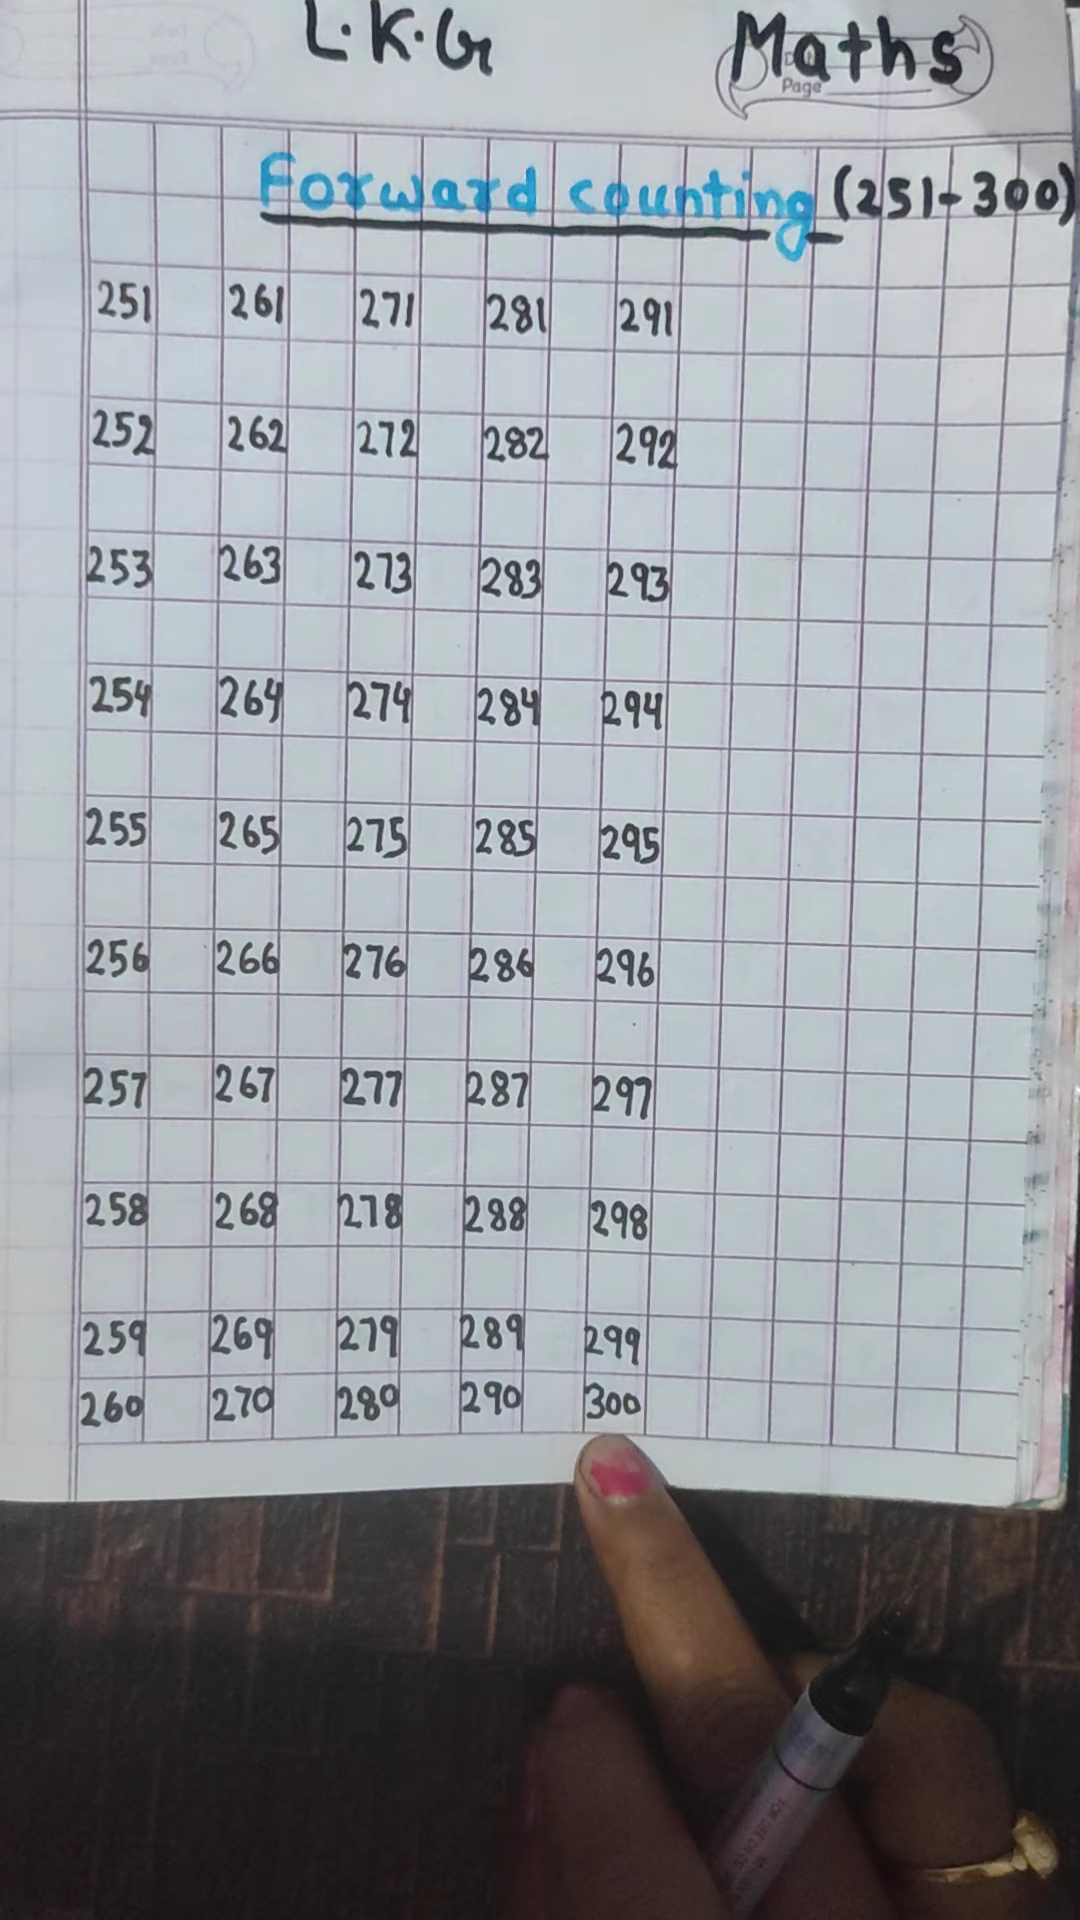 L.K.G Maths
Page
Forward counting (251-300)
251 261 271 281 291
252 262 272 282 292
253 263 273 283 293
254 264 274 284 294
255 265 275 285 295
256 266 276 286 296
257 267 277 287 297
258 268 278 288 298
259 269 279 289 299
260 270 280 290 300